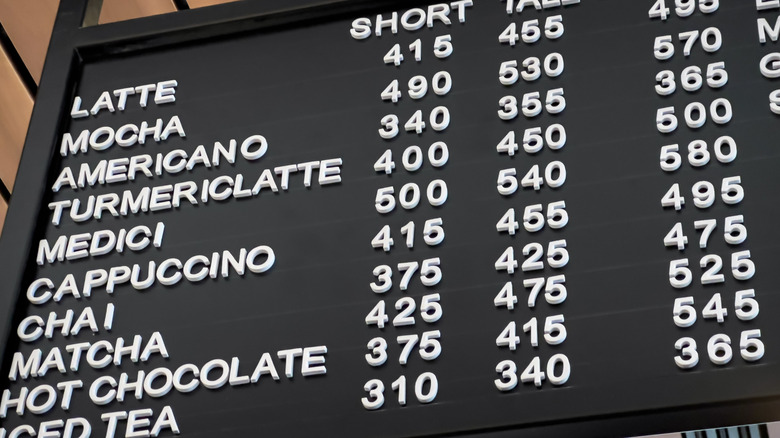 SHORT TALL
LATTE 415 455 495
MOCHA 490 530 570
AMERICANO 340 355 365
TURMERICLATTE 400 450 500
MEDICI 500 540 580
CAPPUCCINO 415 455 495
CHAI 375 425 475
MATCHA 425 475 525
HOT CHOCOLATE 375 415 545
ICED TEA 310 340 365